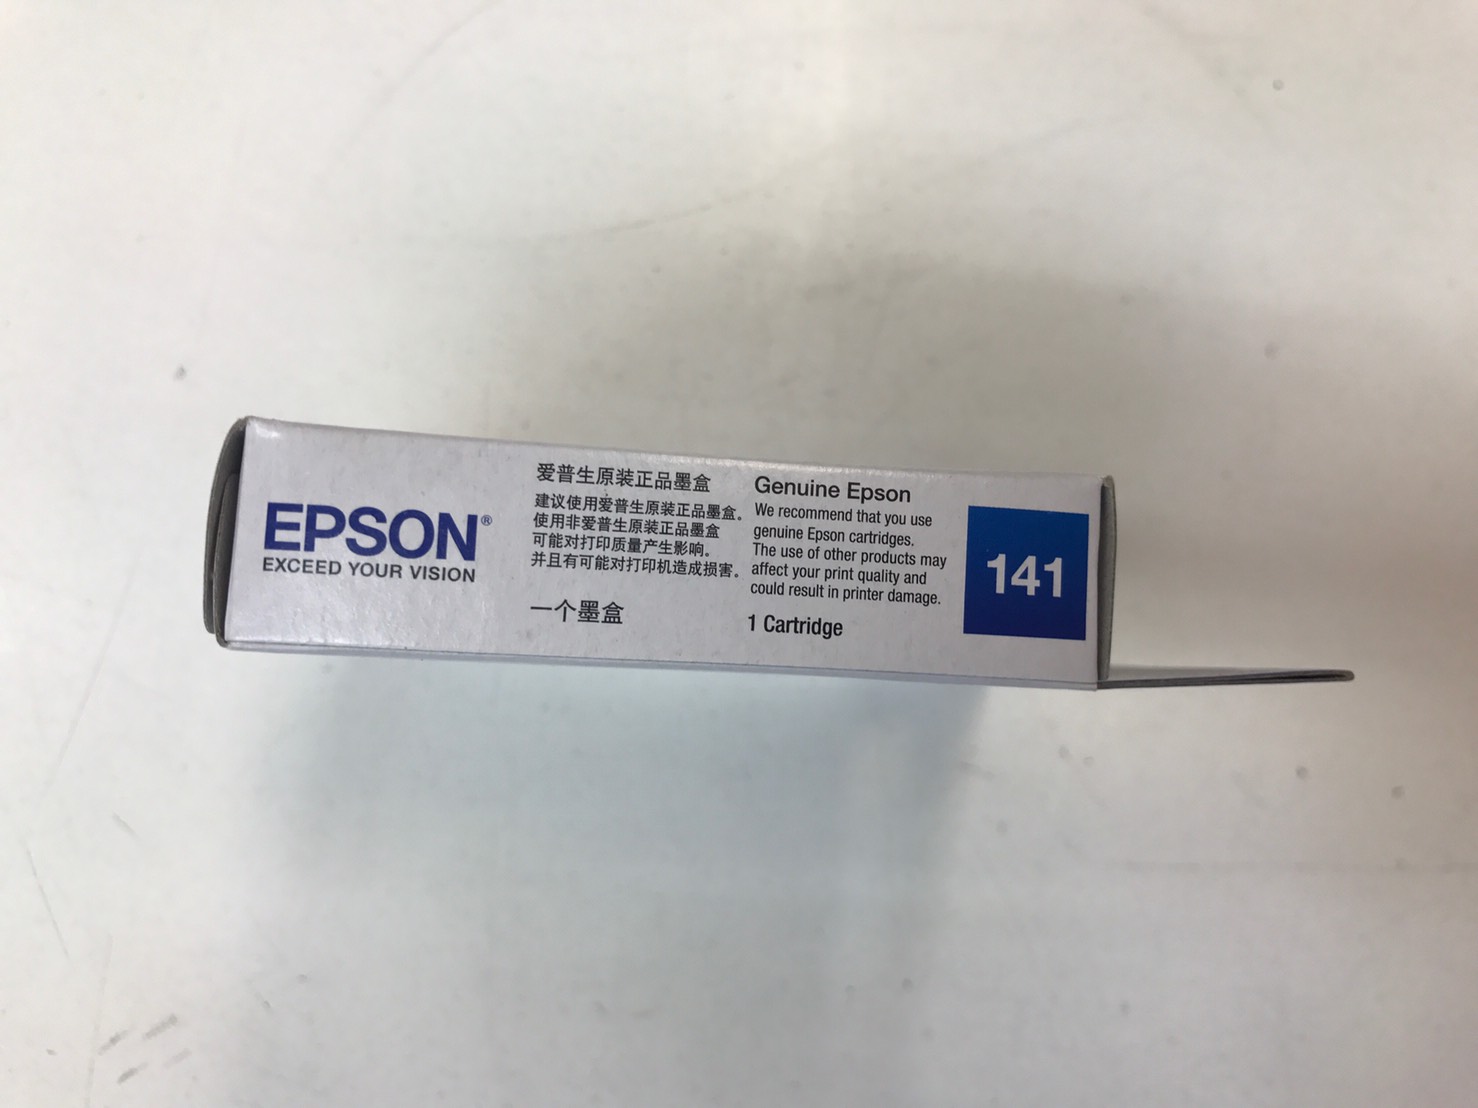 EPSON®
EXCEED YOUR VISION
爱普生原装正品墨盒
建议使用爱普生原装正品墨盒。
使用非爱普生原装正品墨盒
可能对打印质量产生影响。
并且有可能对打印机造成损害。
一个墨盒
Genuine Epson
We recommend that you use
genuine Epson cartridges.
The use of other products may
affect your print quality and
could result in printer damage.
1 Cartridge
141